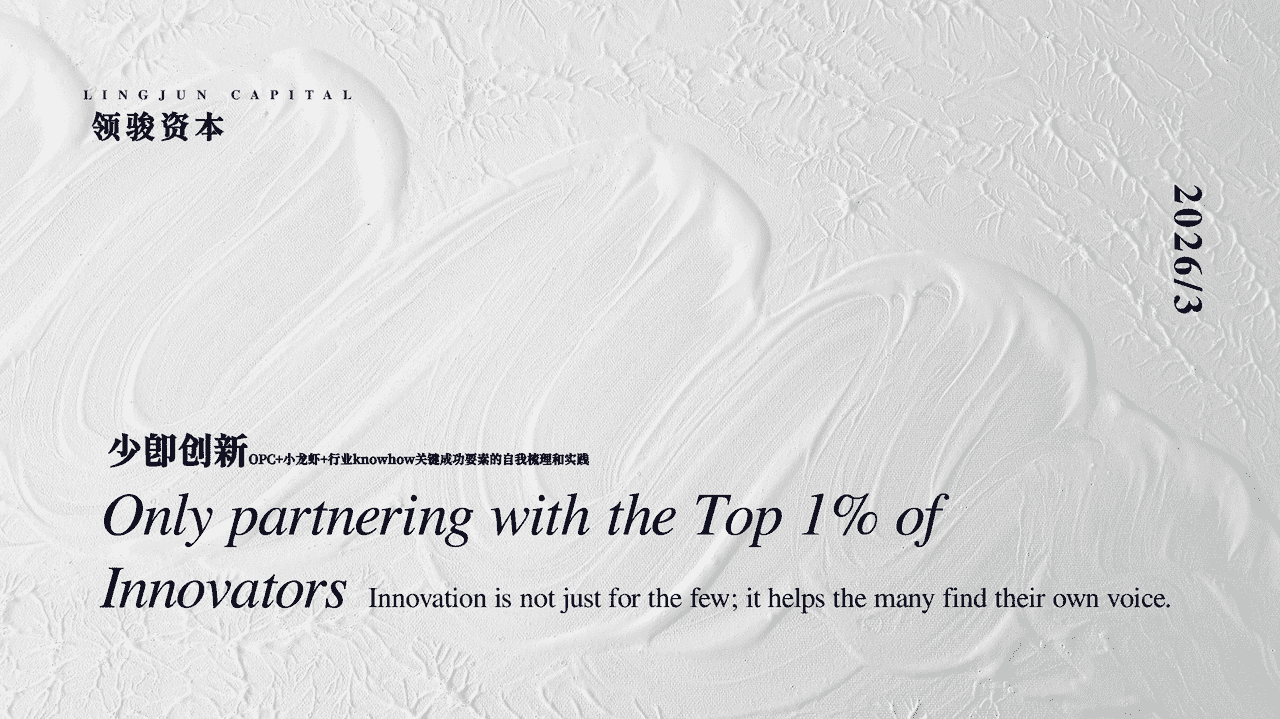 LINGJUN CAPITAL
领骏资本
2026/3
少即创新OPC+小龙虾+行业knowhow关键成功要素的自我梳理和实践
Only partnering with the Top 1% of
Innovators Innovation is not just for the few; it helps the many find their own voice.